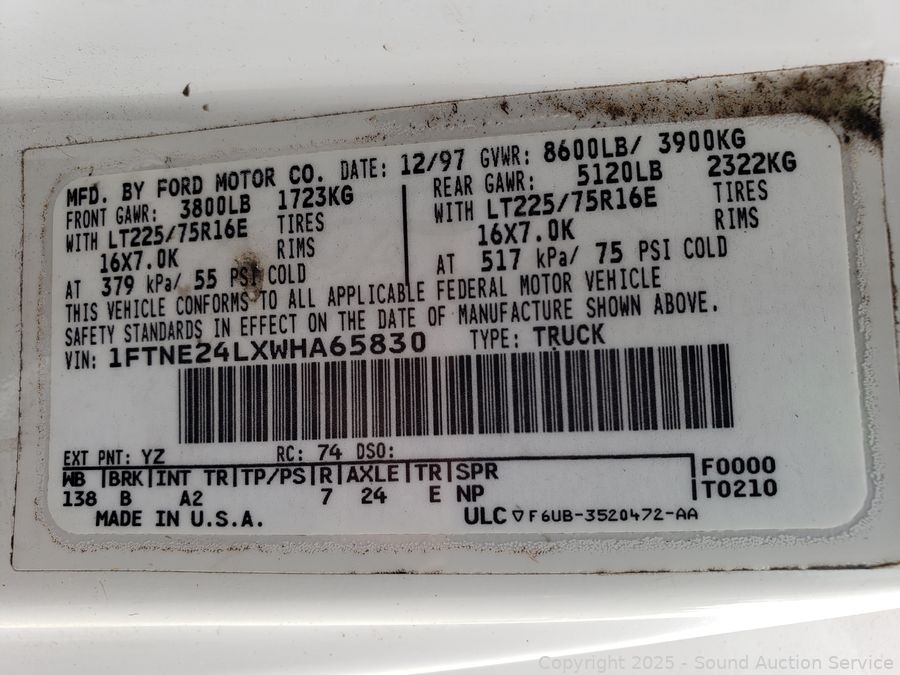 MFD. BY FORD MOTOR CO. DATE: 12/97 GVWR: 8600LB/ 3900KG
FRONT GAWR: 3800LB 1723KG
WITH LT225/75R16E TIRES
16X7.0K RIMS
AT 379 kPa/ 55 PSI COLD
REAR GAWR: 5120LB 2322KG
WITH LT225/75R16E TIRES
16X7.0K RIMS
AT 517 kPa/ 75 PSI COLD
THIS VEHICLE CONFORMS TO ALL APPLICABLE FEDERAL MOTOR VEHICLE
SAFETY STANDARDS IN EFFECT ON THE DATE OF MANUFACTURE SHOWN ABOVE.
VIN: 1FTNE24LXWHA65830 TYPE: TRUCK
EXT PNT: YZ RC: 74 DSO:
WB |BRK|INT TR|TP/PS|R|AXLE|TR|SPR F0000
138 B A2 7 24 E NP T0210
MADE IN U.S.A. ULC ▽ F6UB-3520472-AA
Copyright 2025 - Sound Auction Service